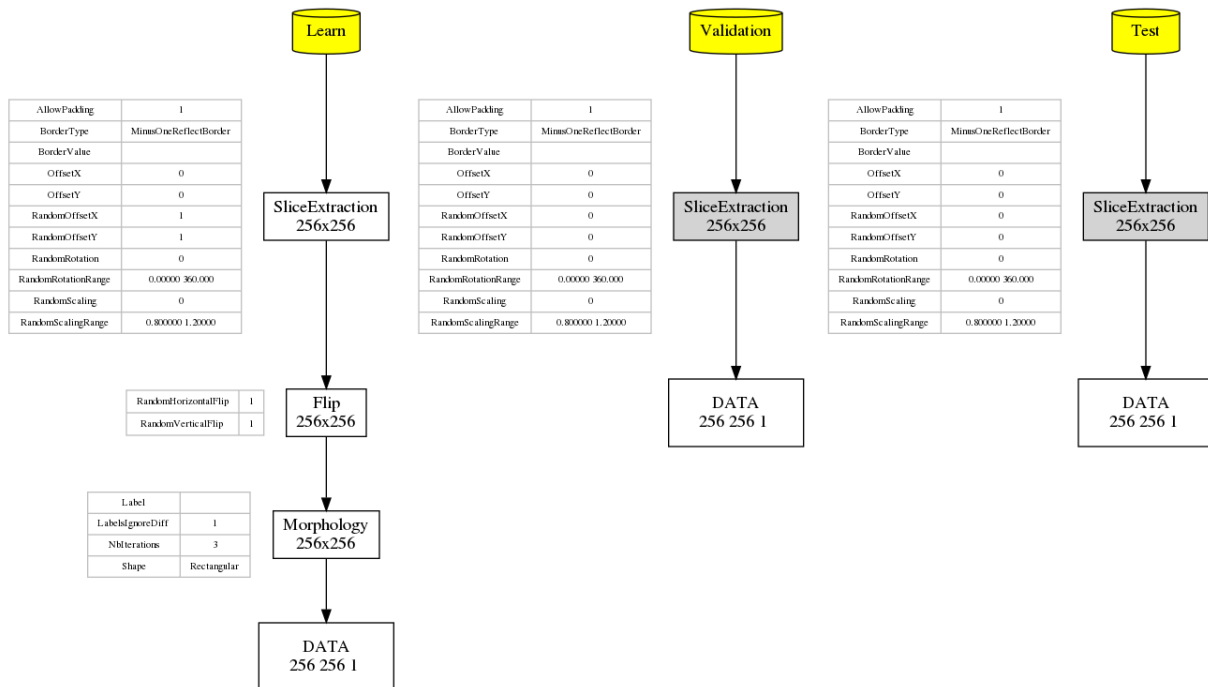 Learn
Validation
Test
AllowPadding 1
BorderType MinusOneReflectBorder
BorderValue
OffsetX 0
OffsetY 0
RandomOffsetX 1
RandomOffsetY 1
RandomRotation 0
RandomRotationRange 0.00000 360.000
RandomScaling 0
RandomScalingRange 0.800000 1.20000
SliceExtraction
256x256
AllowPadding 1
BorderType MinusOneReflectBorder
BorderValue
OffsetX 0
OffsetY 0
RandomOffsetX 0
RandomOffsetY 0
RandomRotation 0
RandomRotationRange 0.00000 360.000
RandomScaling 0
RandomScalingRange 0.800000 1.20000
SliceExtraction
256x256
AllowPadding 1
BorderType MinusOneReflectBorder
BorderValue
OffsetX 0
OffsetY 0
RandomOffsetX 0
RandomOffsetY 0
RandomRotation 0
RandomRotationRange 0.00000 360.000
RandomScaling 0
RandomScalingRange 0.800000 1.20000
SliceExtraction
256x256
RandomHorizontalFlip 1
RandomVerticalFlip 1
Flip
256x256
DATA
256 256 1
DATA
256 256 1
Label
LabelsIgnoreDiff 1
NbIterations 3
Shape Rectangular
Morphology
256x256
DATA
256 256 1